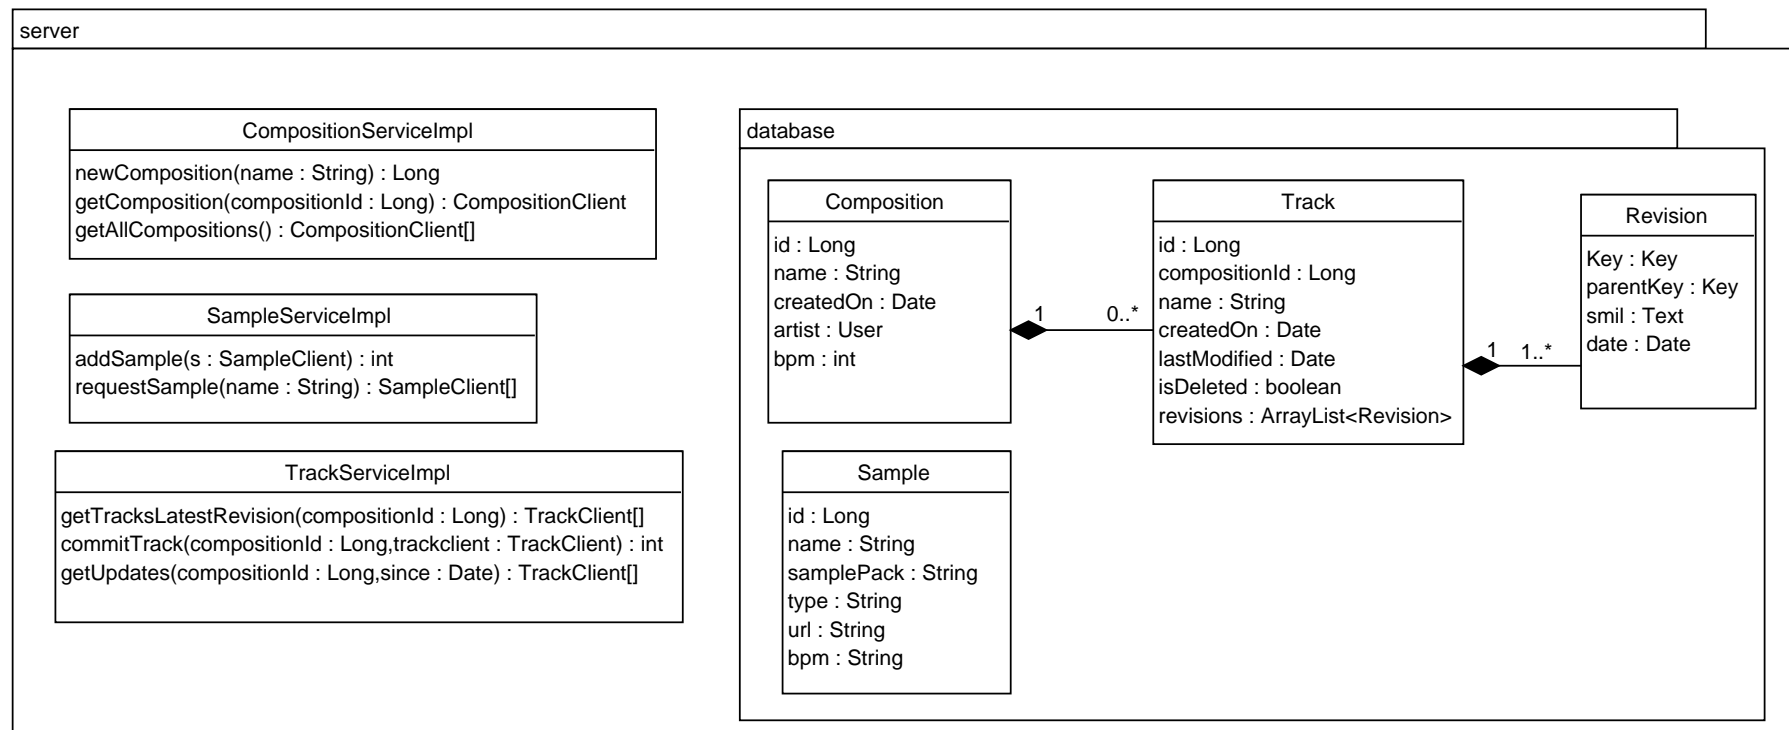 server
CompositionServiceImpl
newComposition(name : String) : Long
getComposition(compositionId : Long) : CompositionClient
getAllCompositions() : CompositionClient[]
SampleServiceImpl
addSample(s : SampleClient) : int
requestSample(name : String) : SampleClient[]
TrackServiceImpl
getTracksLatestRevision(compositionId : Long) : TrackClient[]
commitTrack(compositionId : Long,trackclient : TrackClient) : int
getUpdates(compositionId : Long,since : Date) : TrackClient[]
database
Composition
id : Long
name : String
createdOn : Date
artist : User
bpm : int
1
0..*
Track
id : Long
compositionId : Long
name : String
createdOn : Date
lastModified : Date
isDeleted : boolean
revisions : ArrayList<Revision>
1
1..*
Revision
Key : Key
parentKey : Key
smil : Text
date : Date
Sample
id : Long
name : String
samplePack : String
type : String
url : String
bpm : String